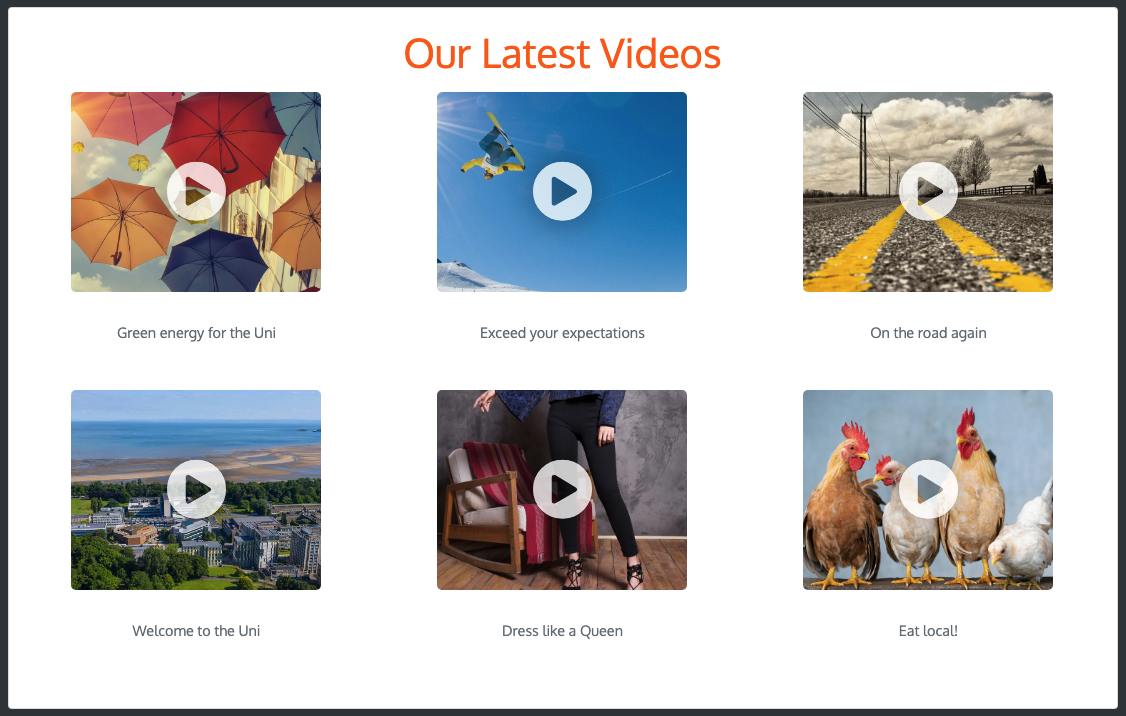 Our Latest Videos
Green energy for the Uni
Exceed your expectations
On the road again
Welcome to the Uni
Dress like a Queen
Eat local!